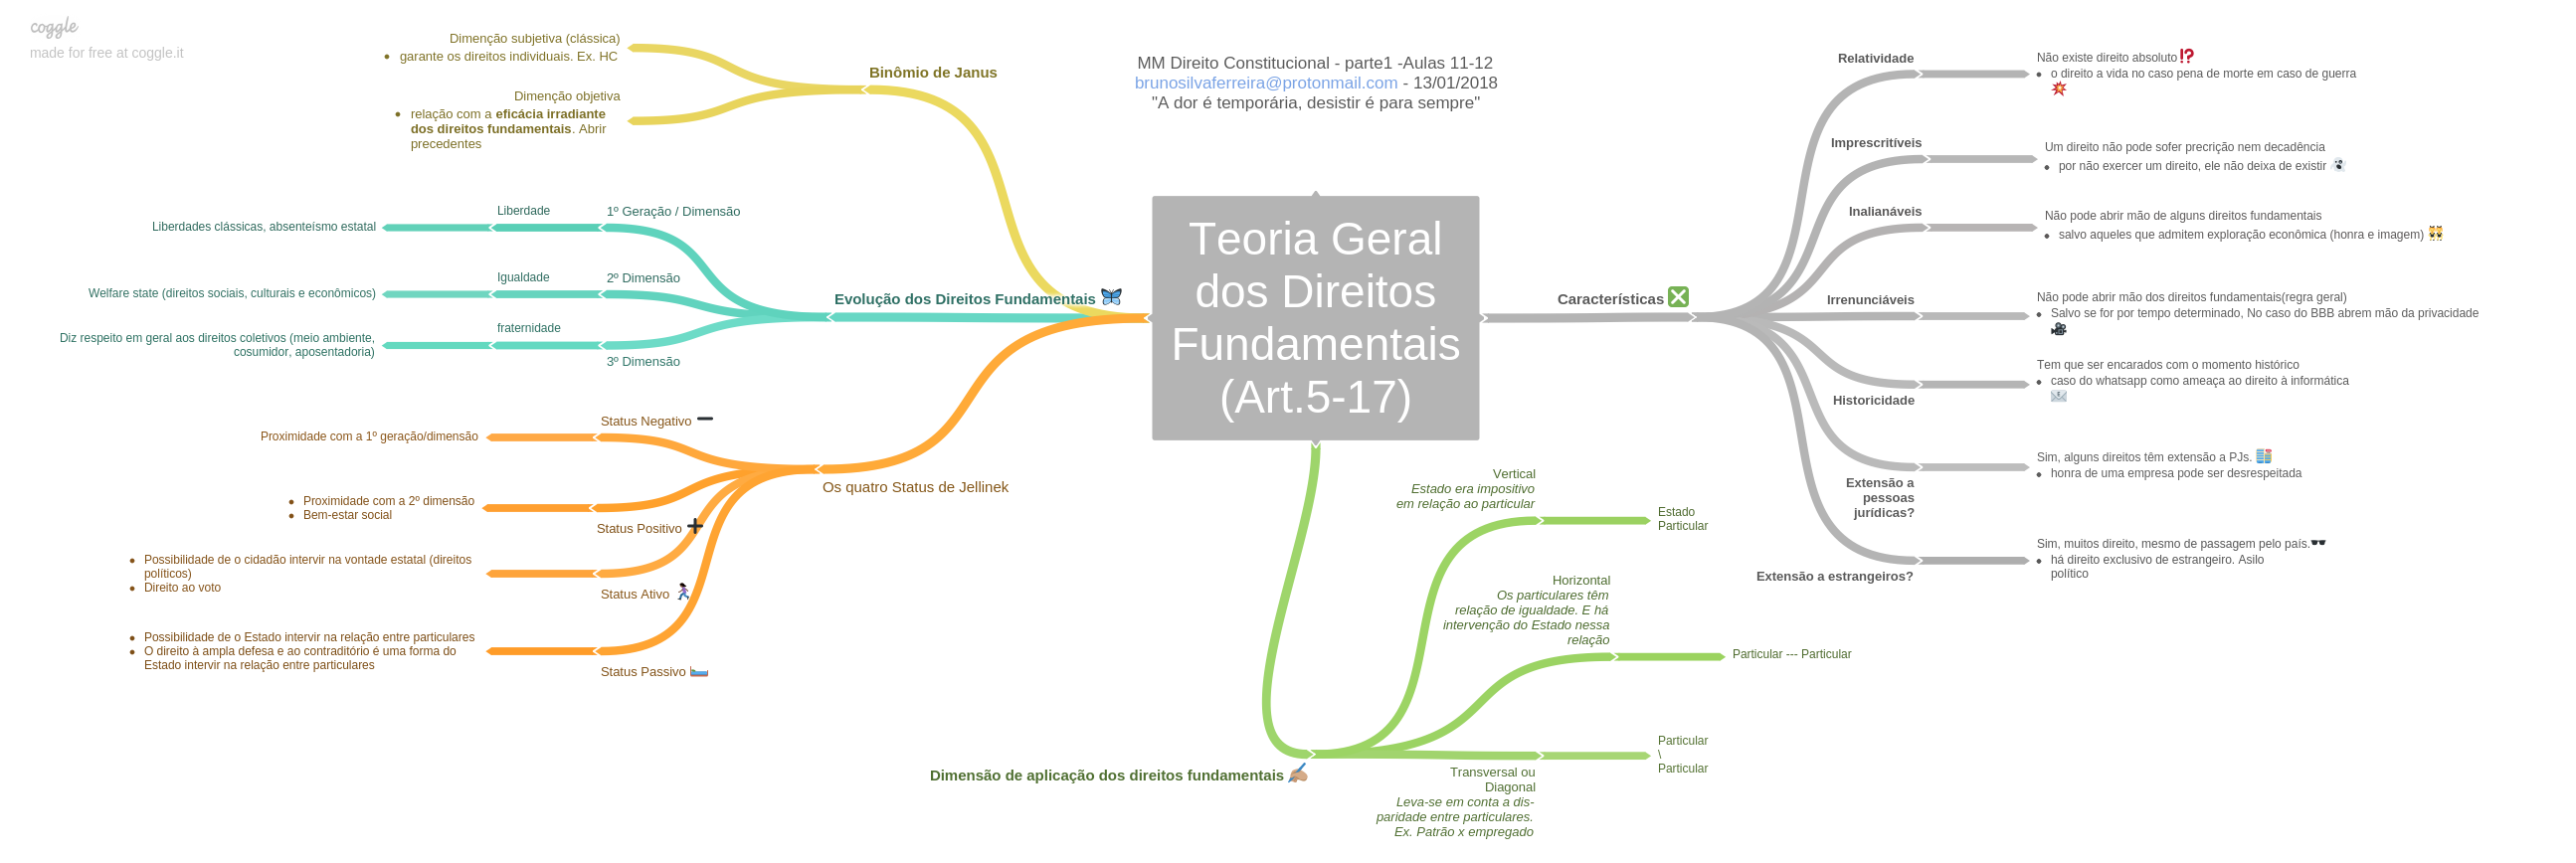 coggle
made for free at coggle.it
MM Direito Constitucional - parte1 -Aulas 11-12
brunosilvaferreira@protonmail.com - 13/01/2018
"A dor é temporária, desistir é para sempre"
Teoria Geral
dos Direitos
Fundamentais
(Art.5-17)
Binômio de Janus
Dimenção subjetiva (clássica)
garante os direitos individuais. Ex. HC
Dimenção objetiva
relação com a eficácia irradiante
dos direitos fundamentais. Abrir
precedentes
Evolução dos Direitos Fundamentais
1º Geração / Dimensão
Liberdade
Liberdades clássicas, absenteísmo estatal
2º Dimensão
Igualdade
Welfare state (direitos sociais, culturais e econômicos)
3º Dimensão
fraternidade
Diz respeito em geral aos direitos coletivos (meio ambiente,
cosumidor, aposentadoria)
Os quatro Status de Jellinek
Status Negativo
Proximidade com a 1º geração/dimensão
Status Positivo
Proximidade com a 2º dimensão
Bem-estar social
Status Ativo
Possibilidade de o cidadão intervir na vontade estatal (direitos
políticos)
Direito ao voto
Status Passivo
Possibilidade de o Estado intervir na relação entre particulares
O direito à ampla defesa e ao contraditório é uma forma do
Estado intervir na relação entre particulares
Características
Relatividade
Não existe direito absoluto
o direito a vida no caso pena de morte em caso de guerra
Imprescritíveis
Um direito não pode sofer precrição nem decadência
por não exercer um direito, ele não deixa de existir
Inalianáveis
Não pode abrir mão de alguns direitos fundamentais
salvo aqueles que admitem exploração econômica (honra e imagem)
Irrenunciáveis
Não pode abrir mão dos direitos fundamentais(regra geral)
Salvo se for por tempo determinado, No caso do BBB abrem mão da privacidade
Historicidade
Tem que ser encarados com o momento histórico
caso do whatsapp como ameaça ao direito à informática
Extensão a
pessoas
jurídicas?
Sim, alguns direitos têm extensão a PJs.
honra de uma empresa pode ser desrespeitada
Extensão a estrangeiros?
Sim, muitos direito, mesmo de passagem pelo país.
há direito exclusivo de estrangeiro. Asilo
político
Dimensão de aplicação dos direitos fundamentais
Vertical
Estado era impositivo
em relação ao particular
Estado
Particular
Horizontal
Os particulares têm
relação de igualdade. E há
intervenção do Estado nessa
relação
Particular --- Particular
Transversal ou
Diagonal
Leva-se em conta a dis-
paridade entre particulares.
Ex. Patrão x empregado
Particular
\
Particular